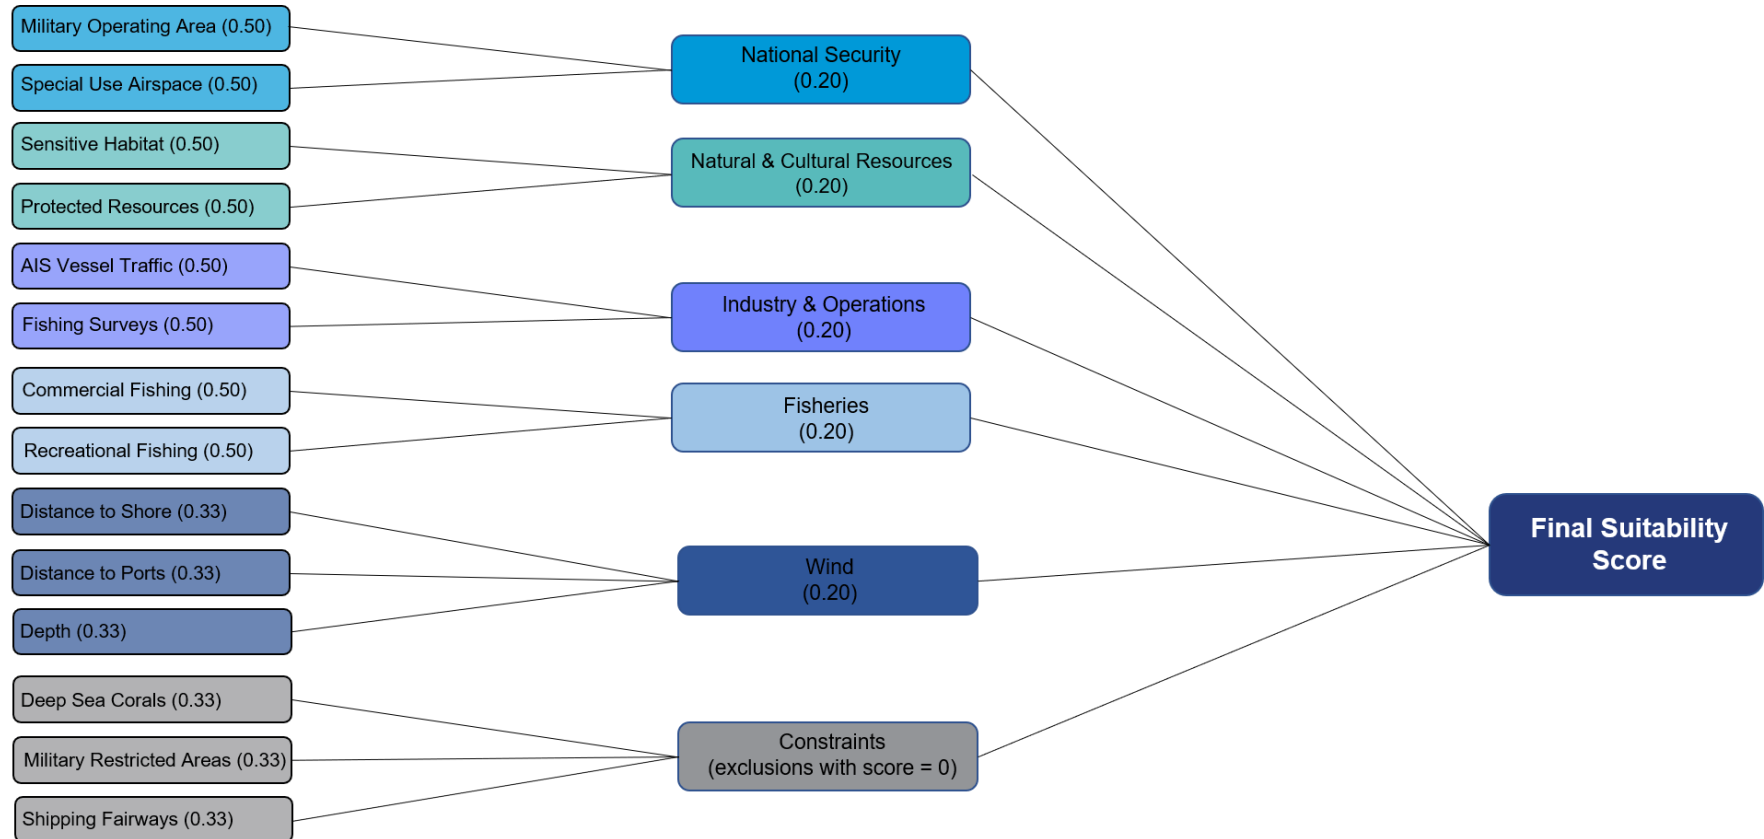 Military Operating Area (0.50)
Special Use Airspace (0.50)
Sensitive Habitat (0.50)
Protected Resources (0.50)
AIS Vessel Traffic (0.50)
Fishing Surveys (0.50)
Commercial Fishing (0.50)
Recreational Fishing (0.50)
Distance to Shore (0.33)
Distance to Ports (0.33)
Depth (0.33)
Deep Sea Corals (0.33)
Military Restricted Areas (0.33)
Shipping Fairways (0.33)
National Security
(0.20)
Natural & Cultural Resources
(0.20)
Industry & Operations
(0.20)
Fisheries
(0.20)
Wind
(0.20)
Constraints
(exclusions with score = 0)
Final Suitability
Score